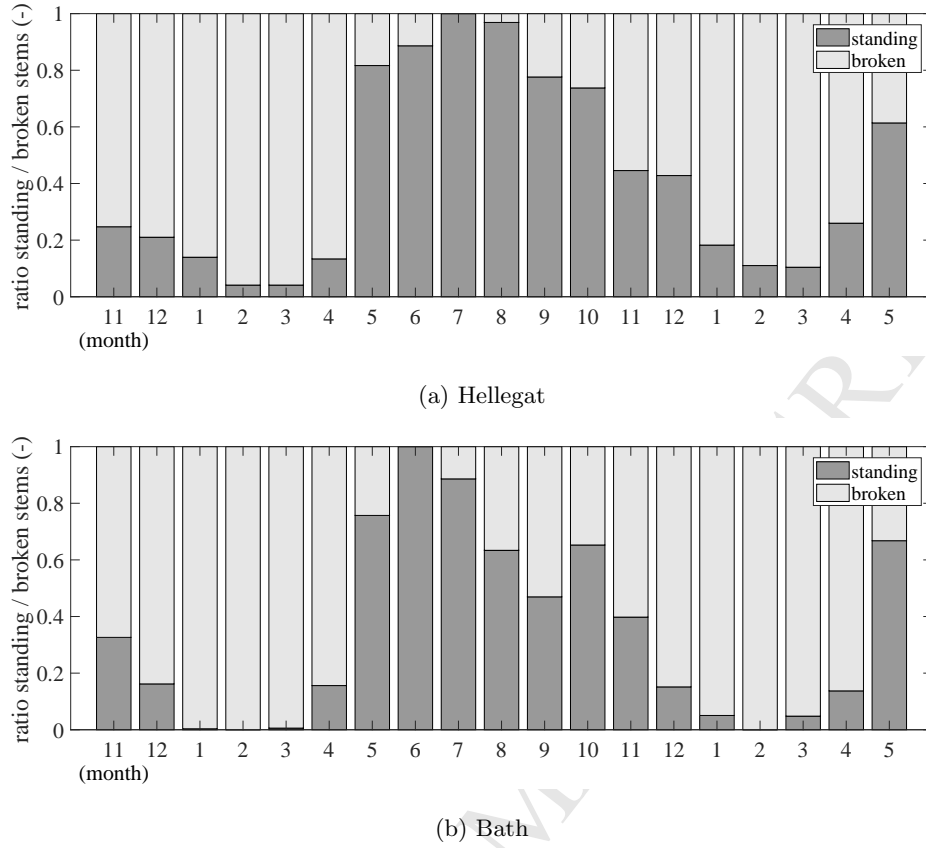 1
0.8
0.6
0.4
0.2
0
ratio standing / broken stems (-)
standing
broken
11 12 1 2 3 4 5 6 7 8 9 10 11 12 1 2 3 4 5
(month)
(a) Hellegat
1
0.8
0.6
0.4
0.2
0
ratio standing / broken stems (-)
standing
broken
11 12 1 2 3 4 5 6 7 8 9 10 11 12 1 2 3 4 5
(month)
(b) Bath